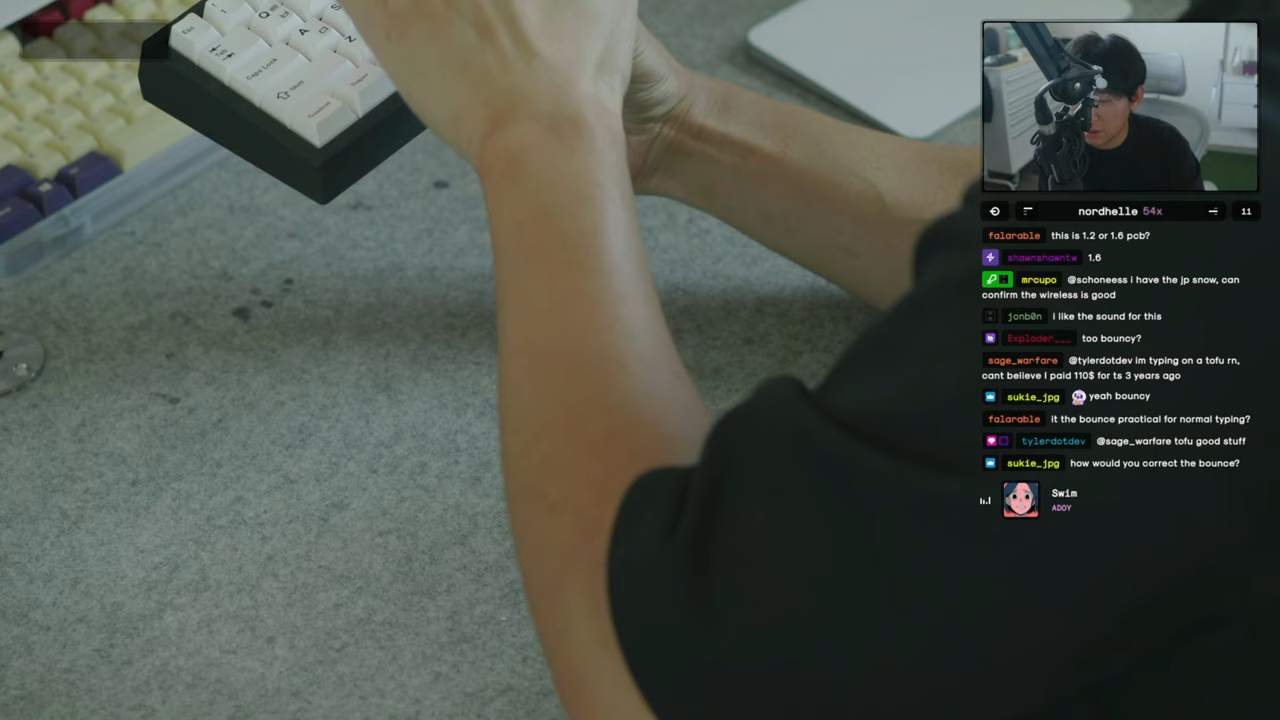 Esc
!
Q
S
Tab
A
Z
Caps Lock
Shift
Control
nordhelle 54x
11
falarable this is 1.2 or 1.6 pcb?
shawnshawntw 1.6
mrcupo @schoneess i have the jp snow, can
confirm the wireless is good
jonb0n i like the sound for this
Exploder___ too bouncy?
sage_warfare @tylerdotdev im typing on a tofu rn,
cant believe I paid 110$ for ts 3 years ago
sukie_jpg yeah bouncy
falarable it the bounce practical for normal typing?
tylerdotdev @sage_warfare tofu good stuff
sukie_jpg how would you correct the bounce?
Swim
ADOY